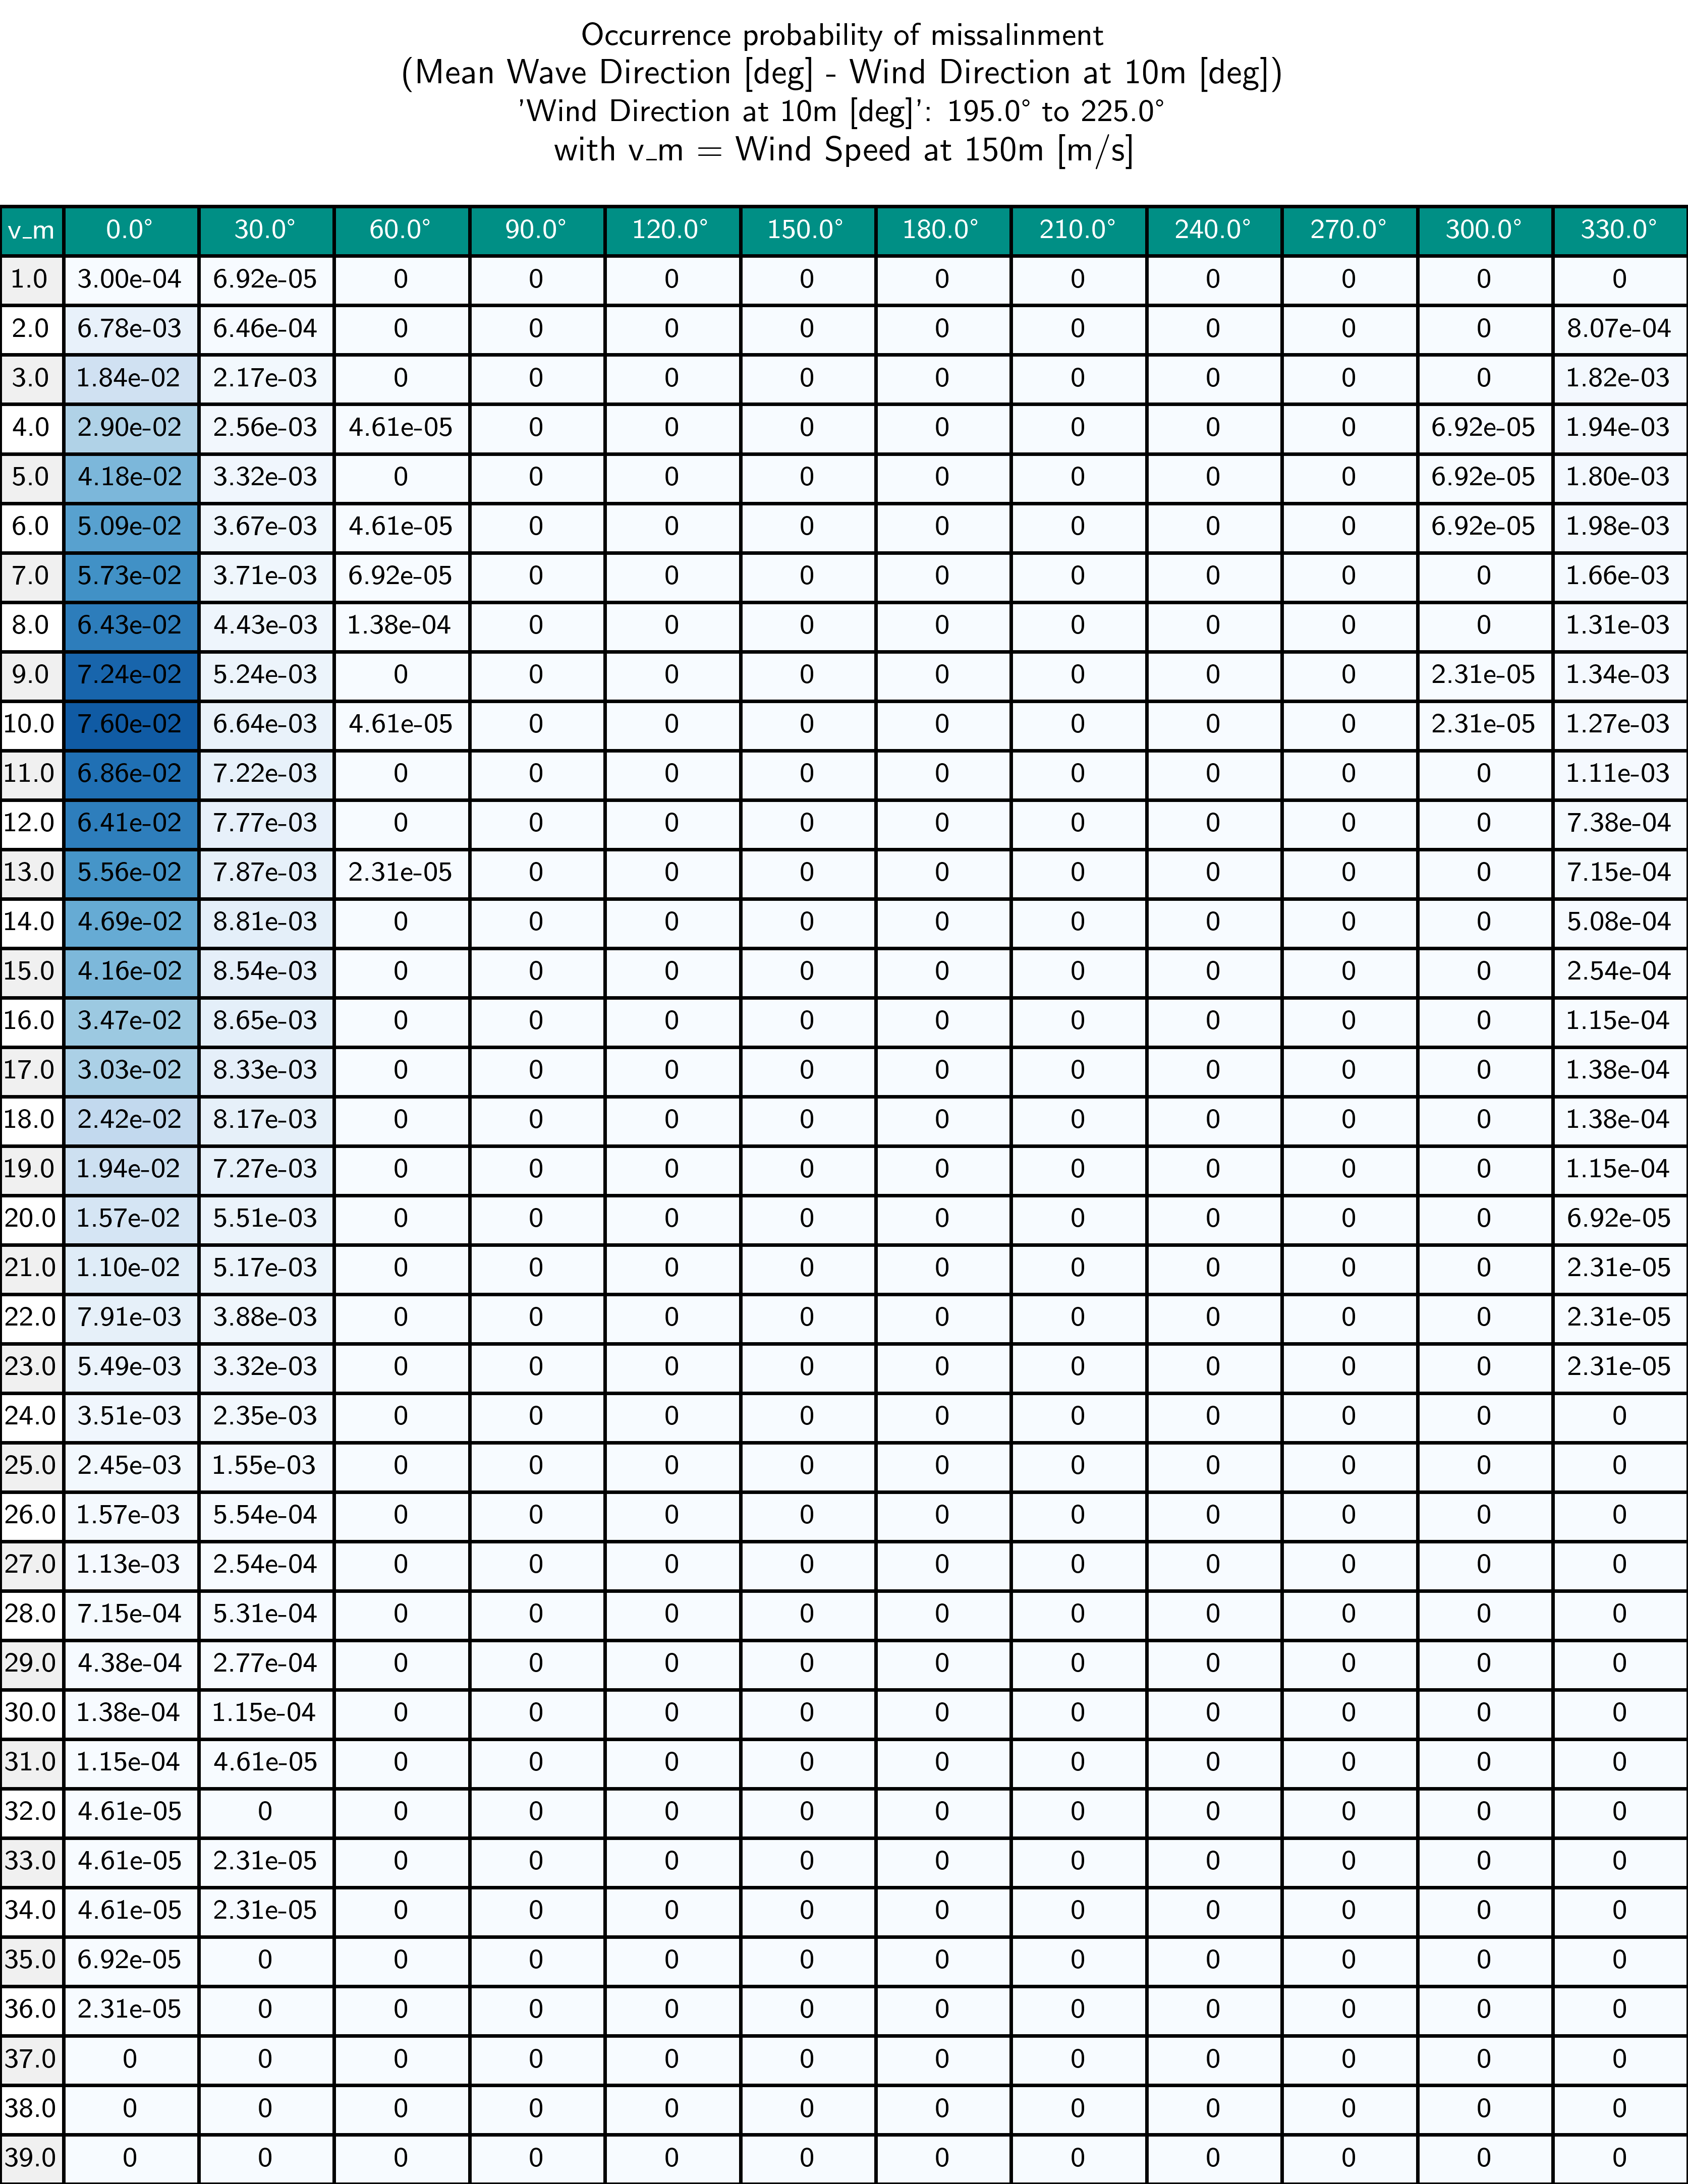 Occurrence probability of missalinment
(Mean Wave Direction [deg] - Wind Direction at 10m [deg])
'Wind Direction at 10m [deg]': 195.0° to 225.0°
with v_m = Wind Speed at 150m [m/s]
v_m 0.0° 30.0° 60.0° 90.0° 120.0° 150.0° 180.0° 210.0° 240.0° 270.0° 300.0° 330.0°
1.0 3.00e-04 6.92e-05 0 0 0 0 0 0 0 0 0 0
2.0 6.78e-03 6.46e-04 0 0 0 0 0 0 0 0 0 8.07e-04
3.0 1.84e-02 2.17e-03 0 0 0 0 0 0 0 0 0 1.82e-03
4.0 2.90e-02 2.56e-03 4.61e-05 0 0 0 0 0 0 0 6.92e-05 1.94e-03
5.0 4.18e-02 3.32e-03 0 0 0 0 0 0 0 0 6.92e-05 1.80e-03
6.0 5.09e-02 3.67e-03 4.61e-05 0 0 0 0 0 0 0 6.92e-05 1.98e-03
7.0 5.73e-02 3.71e-03 6.92e-05 0 0 0 0 0 0 0 0 1.66e-03
8.0 6.43e-02 4.43e-03 1.38e-04 0 0 0 0 0 0 0 0 1.31e-03
9.0 7.24e-02 5.24e-03 0 0 0 0 0 0 0 0 2.31e-05 1.34e-03
10.0 7.60e-02 6.64e-03 4.61e-05 0 0 0 0 0 0 0 2.31e-05 1.27e-03
11.0 6.86e-02 7.22e-03 0 0 0 0 0 0 0 0 0 1.11e-03
12.0 6.41e-02 7.77e-03 0 0 0 0 0 0 0 0 0 7.38e-04
13.0 5.56e-02 7.87e-03 2.31e-05 0 0 0 0 0 0 0 0 7.15e-04
14.0 4.69e-02 8.81e-03 0 0 0 0 0 0 0 0 0 5.08e-04
15.0 4.16e-02 8.54e-03 0 0 0 0 0 0 0 0 0 2.54e-04
16.0 3.47e-02 8.65e-03 0 0 0 0 0 0 0 0 0 1.15e-04
17.0 3.03e-02 8.33e-03 0 0 0 0 0 0 0 0 0 1.38e-04
18.0 2.42e-02 8.17e-03 0 0 0 0 0 0 0 0 0 1.38e-04
19.0 1.94e-02 7.27e-03 0 0 0 0 0 0 0 0 0 1.15e-04
20.0 1.57e-02 5.51e-03 0 0 0 0 0 0 0 0 0 6.92e-05
21.0 1.10e-02 5.17e-03 0 0 0 0 0 0 0 0 0 2.31e-05
22.0 7.91e-03 3.88e-03 0 0 0 0 0 0 0 0 0 2.31e-05
23.0 5.49e-03 3.32e-03 0 0 0 0 0 0 0 0 0 2.31e-05
24.0 3.51e-03 2.35e-03 0 0 0 0 0 0 0 0 0 0
25.0 2.45e-03 1.55e-03 0 0 0 0 0 0 0 0 0 0
26.0 1.57e-03 5.54e-04 0 0 0 0 0 0 0 0 0 0
27.0 1.13e-03 2.54e-04 0 0 0 0 0 0 0 0 0 0
28.0 7.15e-04 5.31e-04 0 0 0 0 0 0 0 0 0 0
29.0 4.38e-04 2.77e-04 0 0 0 0 0 0 0 0 0 0
30.0 1.38e-04 1.15e-04 0 0 0 0 0 0 0 0 0 0
31.0 1.15e-04 4.61e-05 0 0 0 0 0 0 0 0 0 0
32.0 4.61e-05 0 0 0 0 0 0 0 0 0 0 0
33.0 4.61e-05 2.31e-05 0 0 0 0 0 0 0 0 0 0
34.0 4.61e-05 2.31e-05 0 0 0 0 0 0 0 0 0 0
35.0 6.92e-05 0 0 0 0 0 0 0 0 0 0 0
36.0 2.31e-05 0 0 0 0 0 0 0 0 0 0 0
37.0 0 0 0 0 0 0 0 0 0 0 0 0
38.0 0 0 0 0 0 0 0 0 0 0 0 0
39.0 0 0 0 0 0 0 0 0 0 0 0 0